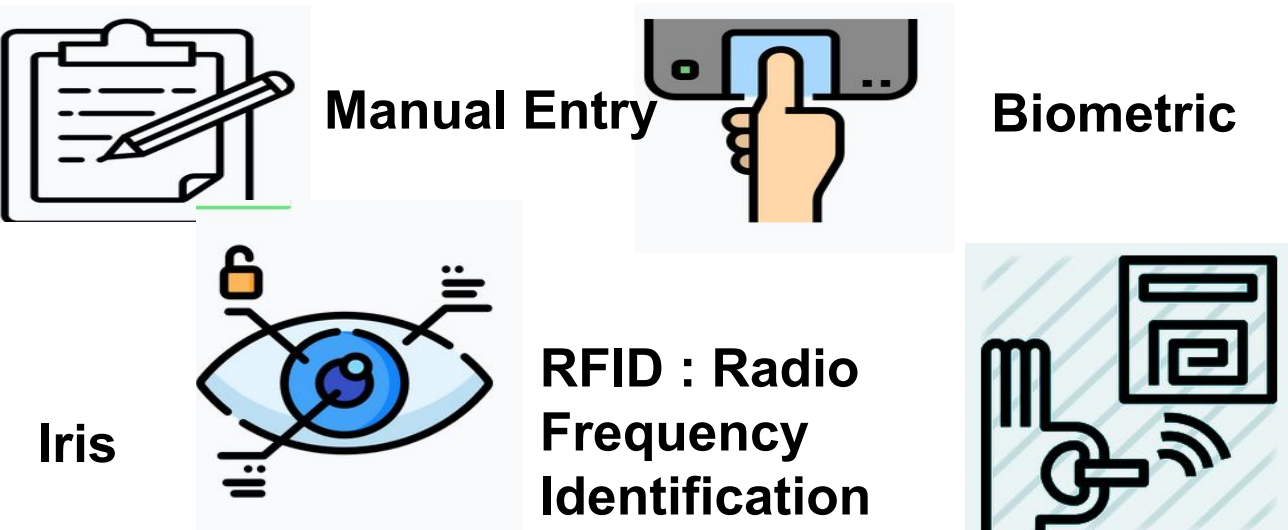 Manual Entry
Biometric
Iris
RFID : Radio
Frequency
Identification